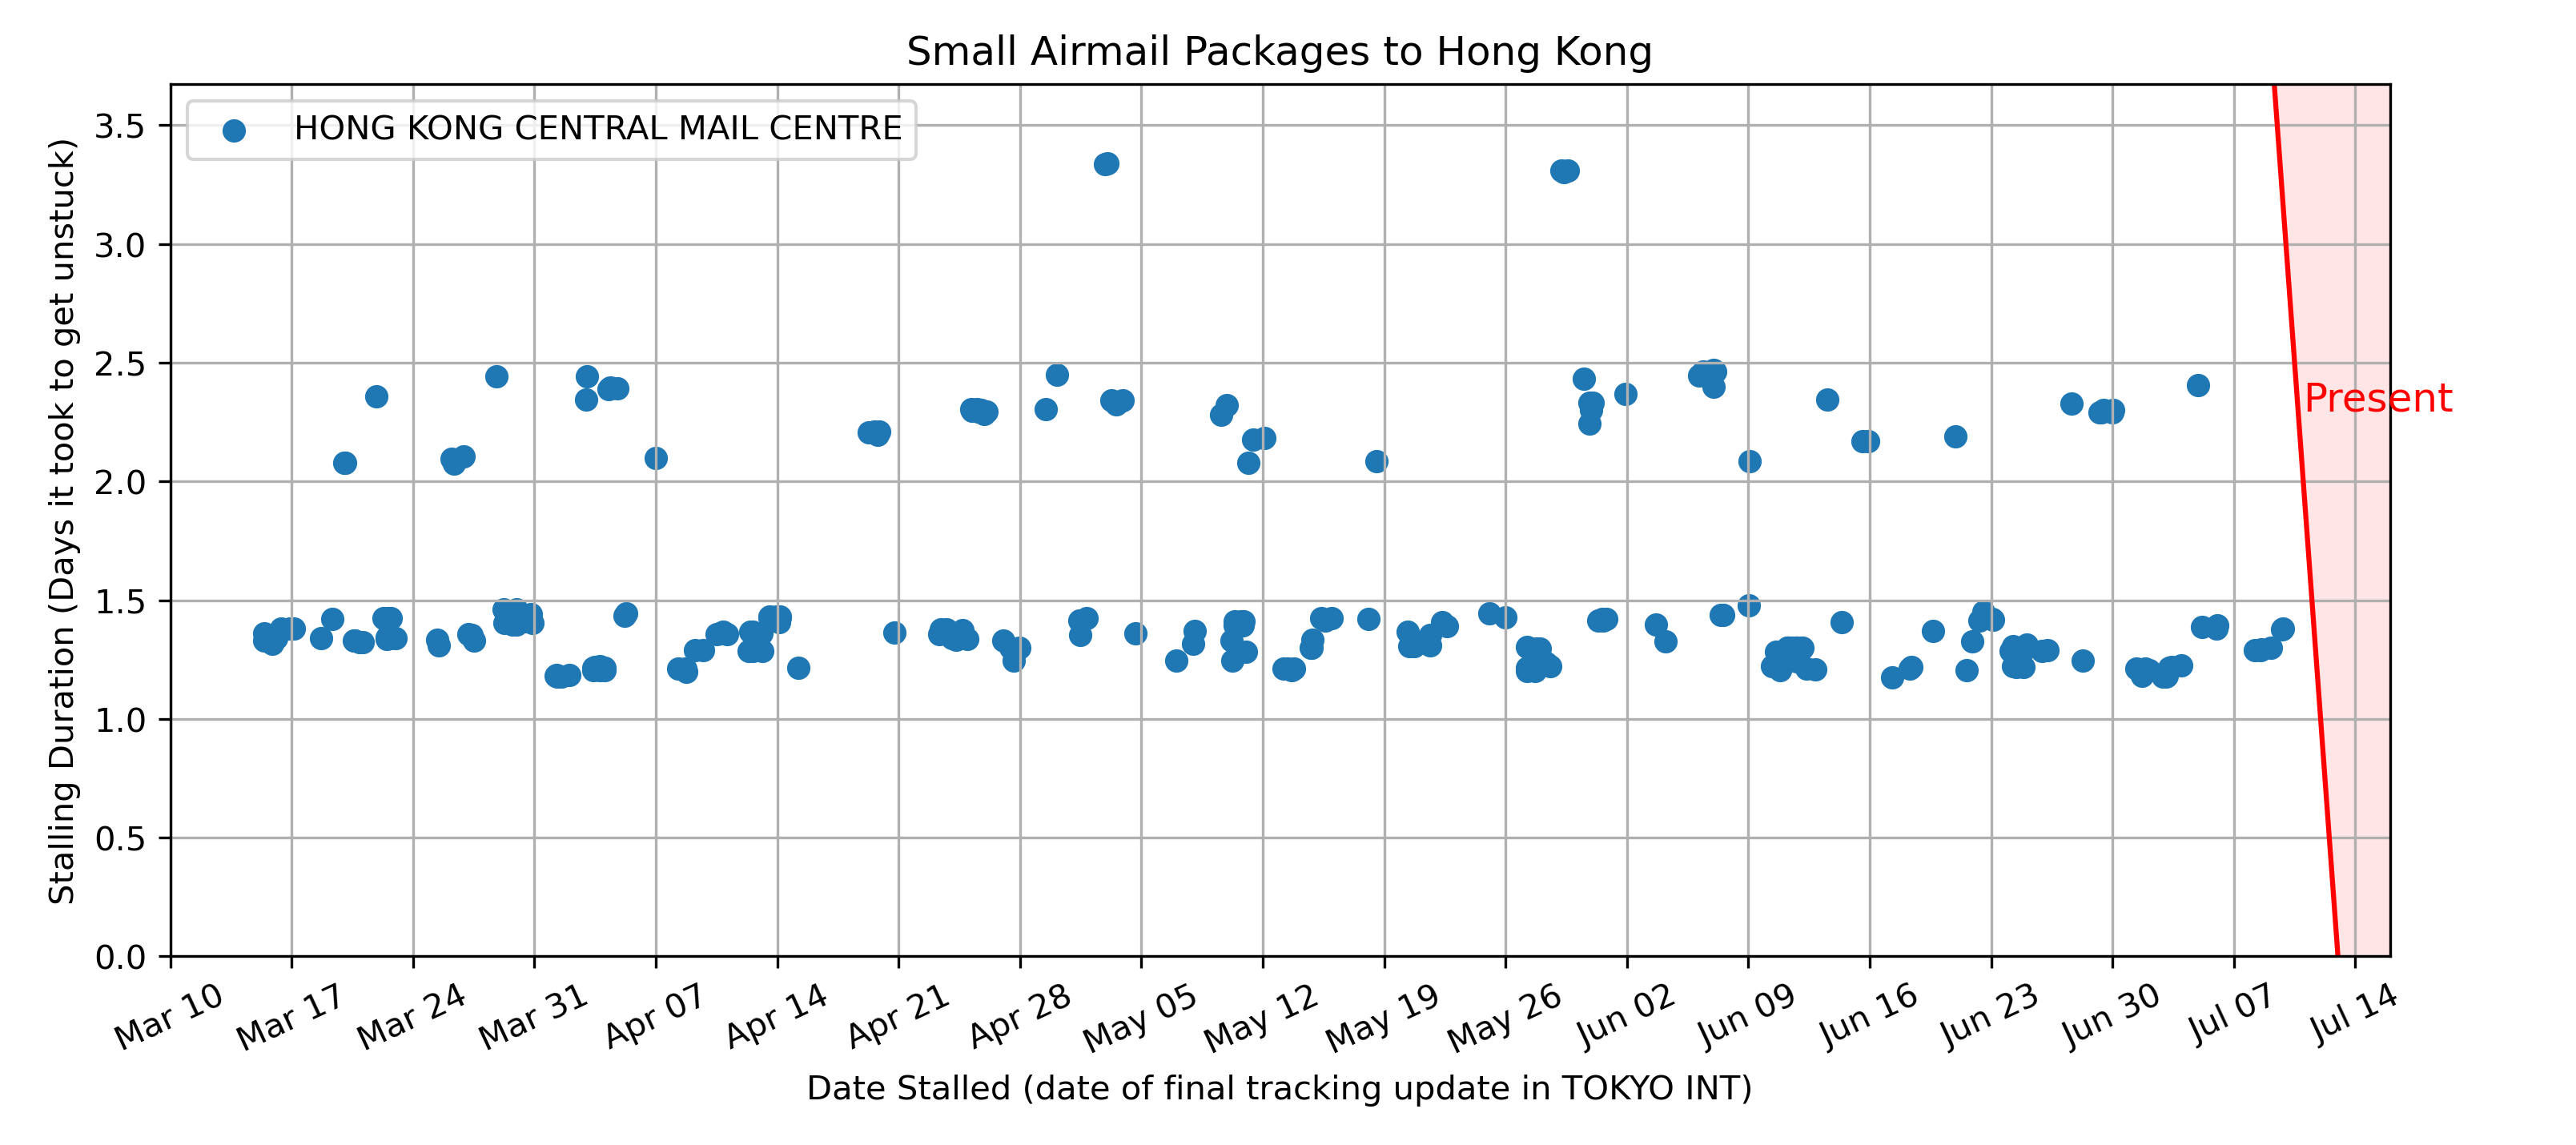 Small Airmail Packages to Hong Kong
HONG KONG CENTRAL MAIL CENTRE
Stalling Duration (Days it took to get unstuck)
3.5
3.0
2.5
2.0
1.5
1.0
0.5
0.0
Present
Mar 10
Mar 17
Mar 24
Mar 31
Apr 07
Apr 14
Apr 21
Apr 28
May 05
May 12
May 19
May 26
Jun 02
Jun 09
Jun 16
Jun 23
Jun 30
Jul 07
Jul 14
Date Stalled (date of final tracking update in TOKYO INT)